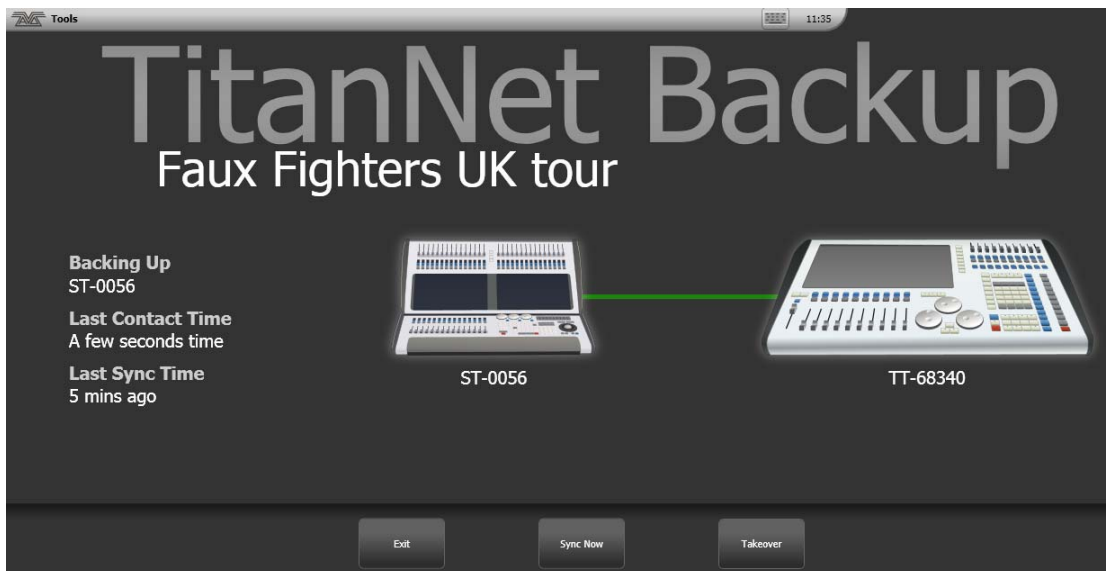 Tools
11:35
TitanNet Backup
Faux Fighters UK tour
Backing Up
ST-0056
Last Contact Time
A few seconds time
Last Sync Time
5 mins ago
ST-0056
TT-68340
Exit
Sync Now
Takeover